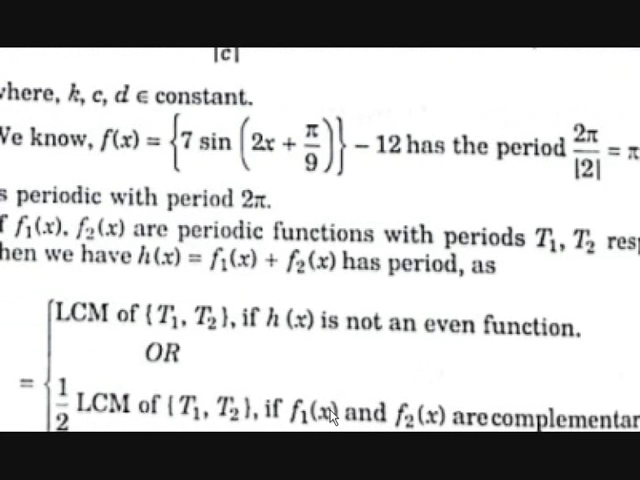 |c|
where, k, c, d ∈ constant.
We know, f(x) = {7 sin (2x + π/9)} − 12 has the period 2π/|2| = π
s periodic with period 2π.
f f₁(x), f₂(x) are periodic functions with periods T₁, T₂ resp
hen we have h(x) = f₁(x) + f₂(x) has period, as
LCM of {T₁, T₂}, if h (x) is not an even function.
OR
= 1/2 LCM of {T₁, T₂}, if f₁(x) and f₂(x) are complementar